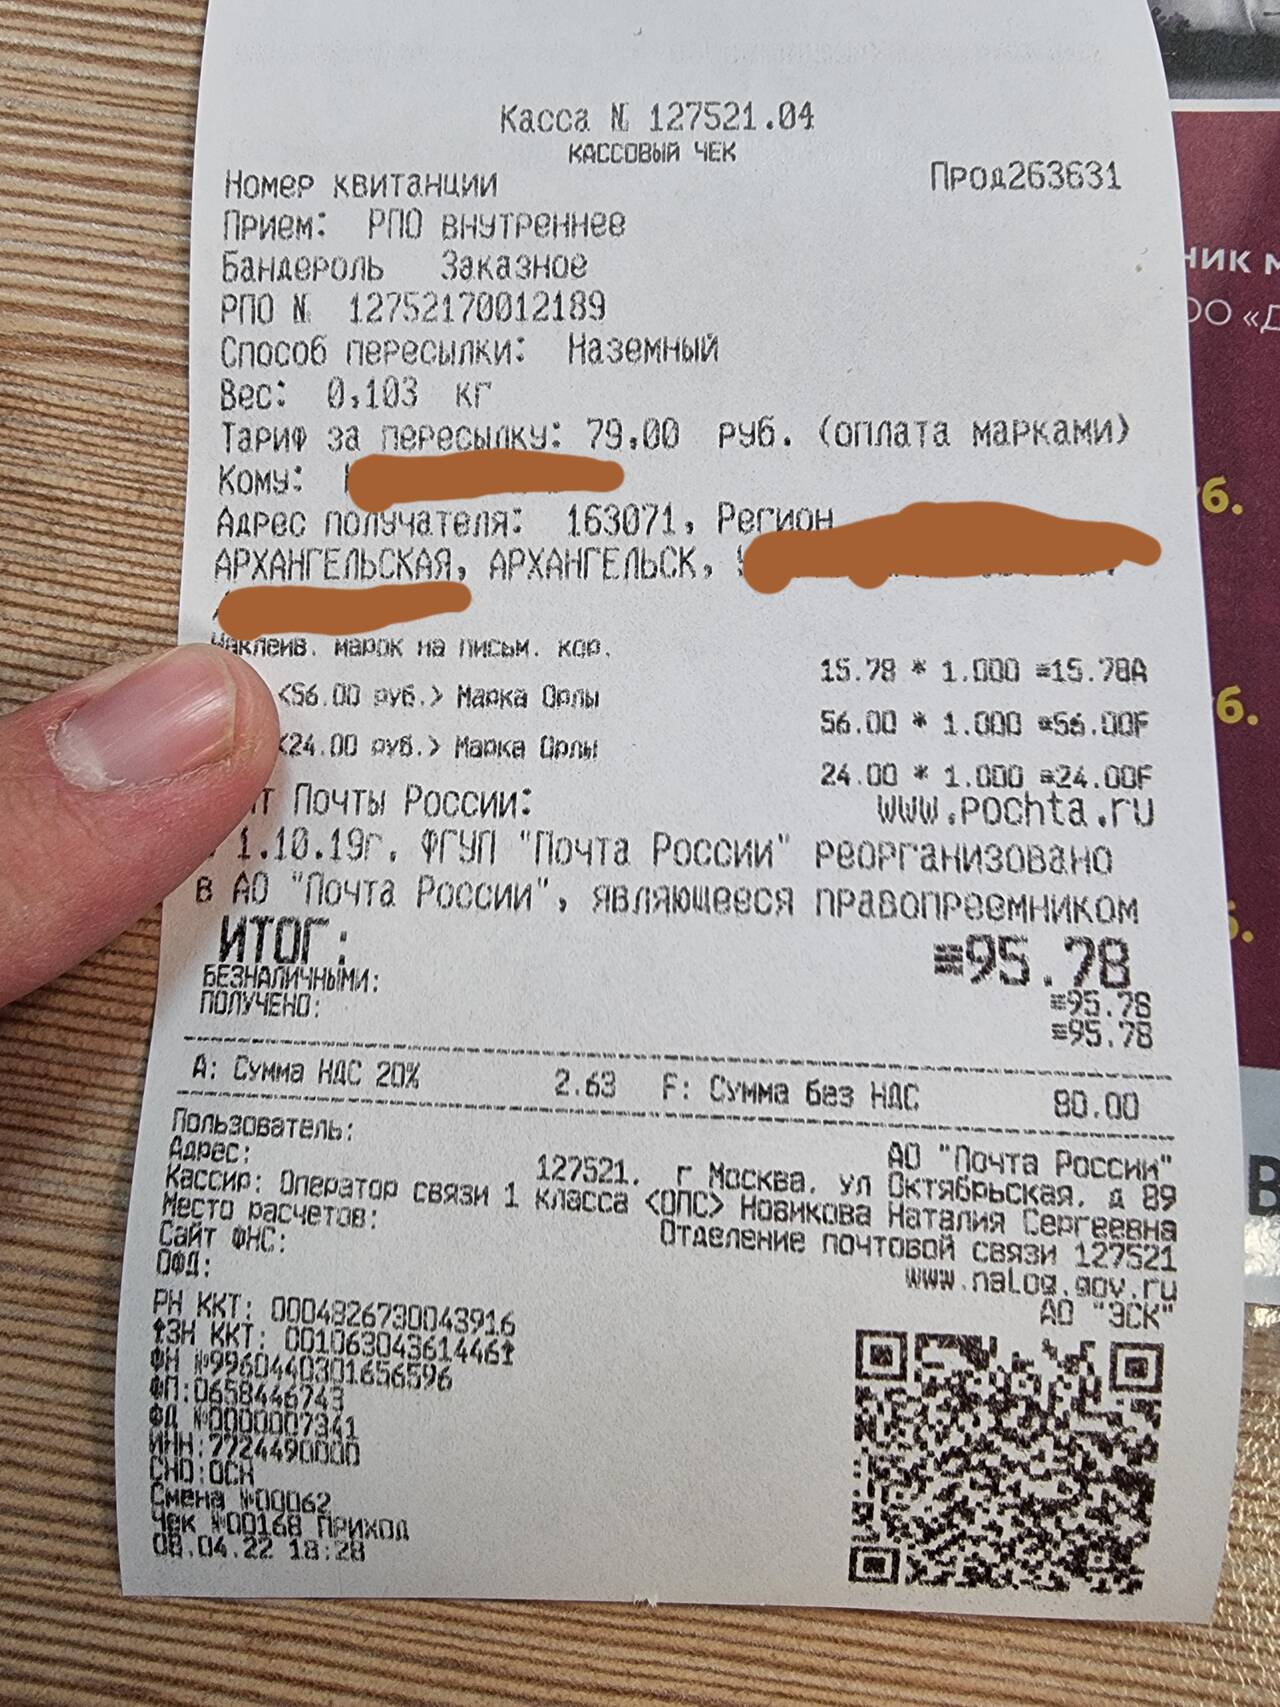 Касса № 127521.04
КАССОВЫЙ ЧЕК
Номер квитанции Прод263631
Прием: РПО внутреннее
Бандероль Заказное
РПО № 12752170012189
Способ пересылки: Наземный
Вес: 0,103 кг
Тариф за пересылку: 79,00 руб. (оплата марками)
Кому:
Адрес получателя: 163071, Регион
АРХАНГЕЛЬСКАЯ, АРХАНГЕЛЬСК,
Наклеив. марок на письм. кор.
15.78 * 1.000 =15.78А
<56.00 руб.> Марка Орлы
56.00 * 1.000 =56.00F
<24.00 руб.> Марка Орлы
24.00 * 1.000 =24.00F
Почты России: www.pochta.ru
1.10.19г. ФГУП "Почта России" реорганизовано
в АО "Почта России", являющееся правопреемником
ИТОГ: =95.78
БЕЗНАЛИЧНЫМИ: =95.78
ПОЛУЧЕНО: =95.78
А: Сумма НДС 20% 2.63 F: Сумма без НДС 80.00
Пользователь: АО "Почта России"
Адрес: 127521, г Москва, ул Октябрьская, д 89
Кассир: Оператор связи 1 класса <ОПС> Новикова Наталия Сергеевна
Место расчетов: Отделение почтовой связи 127521
Сайт ФНС: www.nalog.gov.ru
ОФД: АО "ЭСК"
РН ККТ: 0004826730043916
↑ЗН ККТ: 00106304361446↑
ФН №9960440301656596
ФП:0658446743
ФД №0000007341
ИНН:7724490000
СНО:ОСН
Смена №00062
Чек №00168 ПРИХОД
08.04.22 18:28
ник
ОО «Д
б.
б.
б.
В